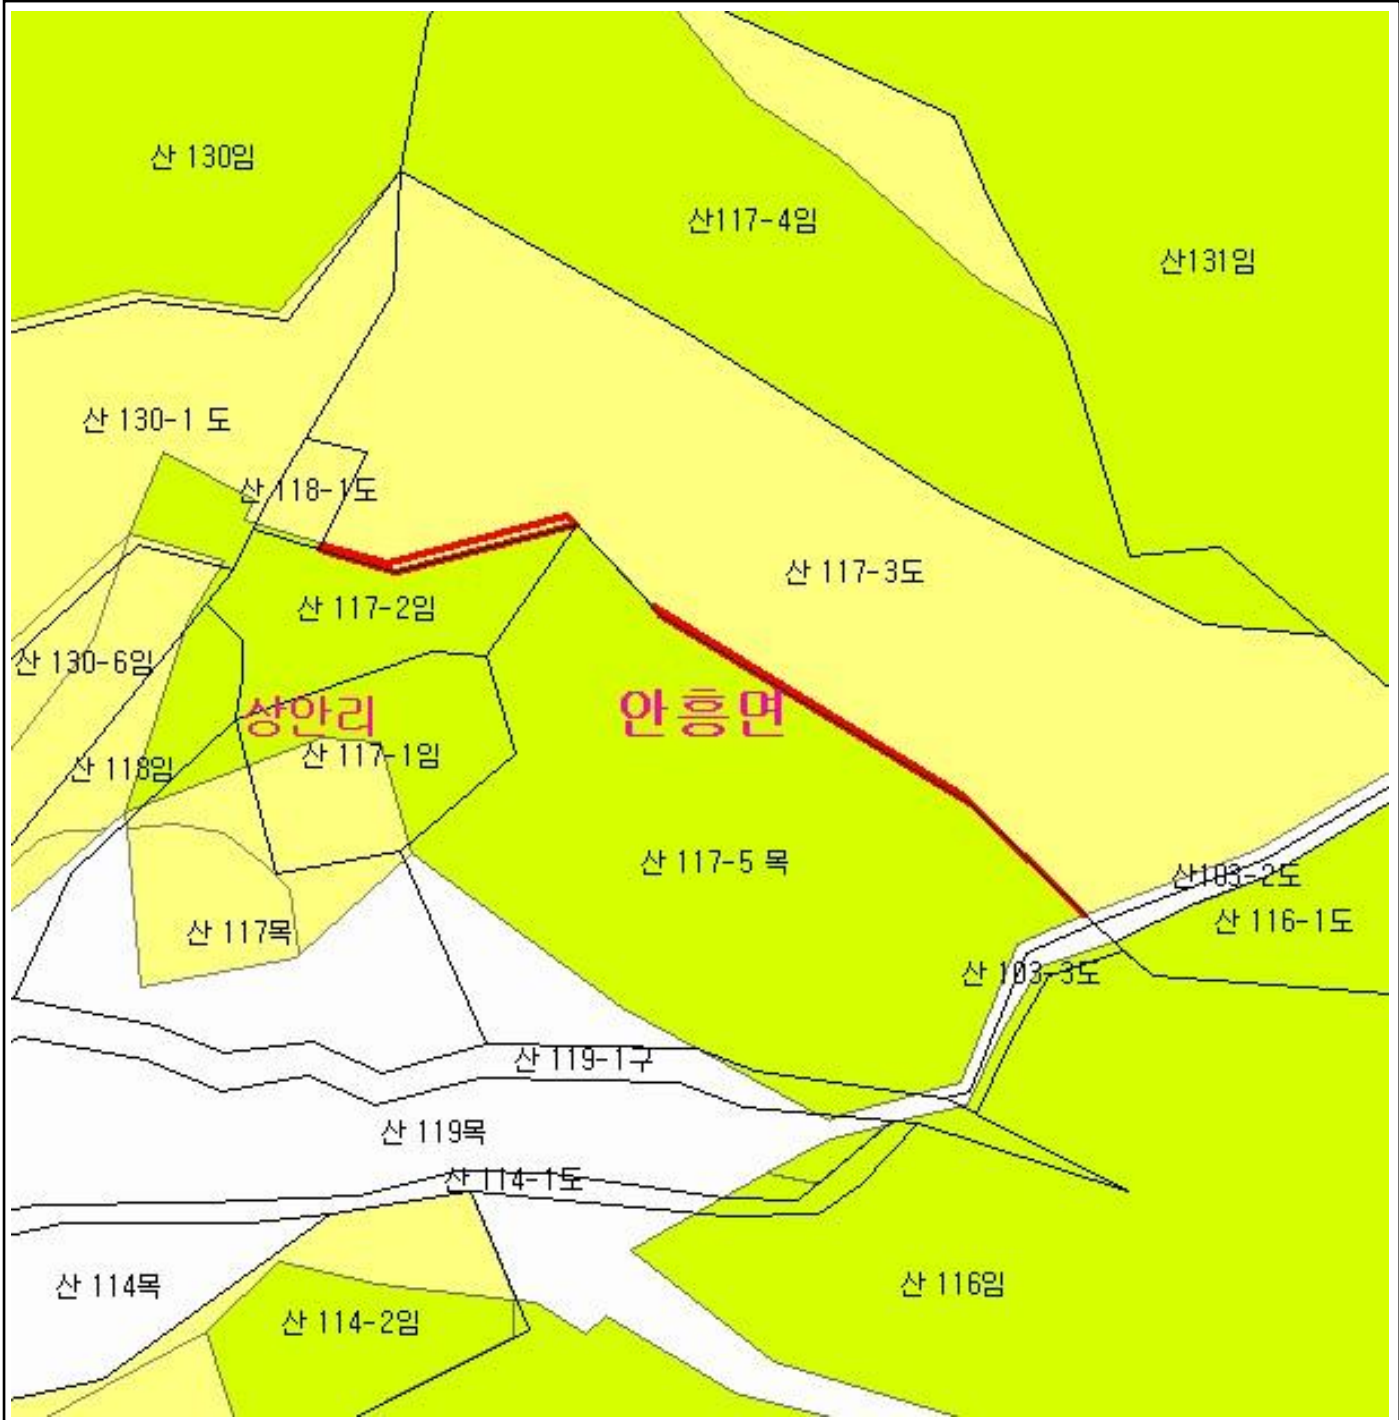 산 130임
산117-4임
산131임
산 130-1 도
산 118-1도
산 117-3도
산 117-2임
산 130-6임
상안리
안흥면
산 117-1임
산 118임
산 117-5 목
산103-2도
산 116-1도
산 117목
산 103-3도
산 119-1구
산 119목
산 114-1도
산 114목
산 116임
산 114-2임